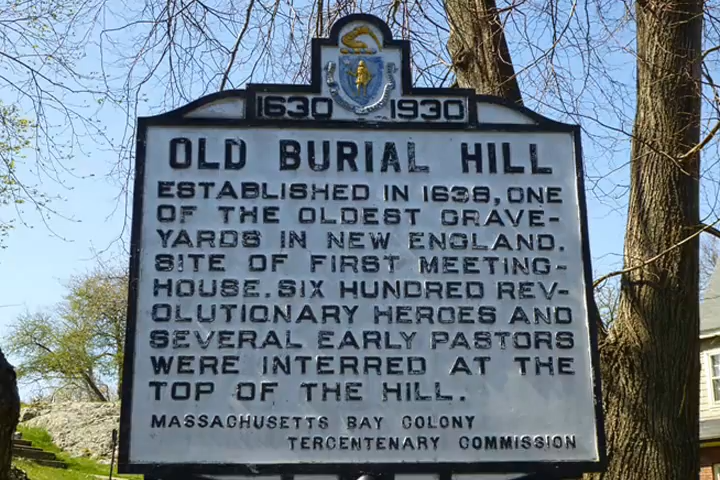 1630 1930
OLD BURIAL HILL
ESTABLISHED IN 1638, ONE
OF THE OLDEST GRAVE-
YARDS IN NEW ENGLAND.
SITE OF FIRST MEETING-
HOUSE. SIX HUNDRED REV-
OLUTIONARY HEROES AND
SEVERAL EARLY PASTORS
WERE INTERRED AT THE
TOP OF THE HILL.
MASSACHUSETTS BAY COLONY
TERCENTENARY COMMISSION